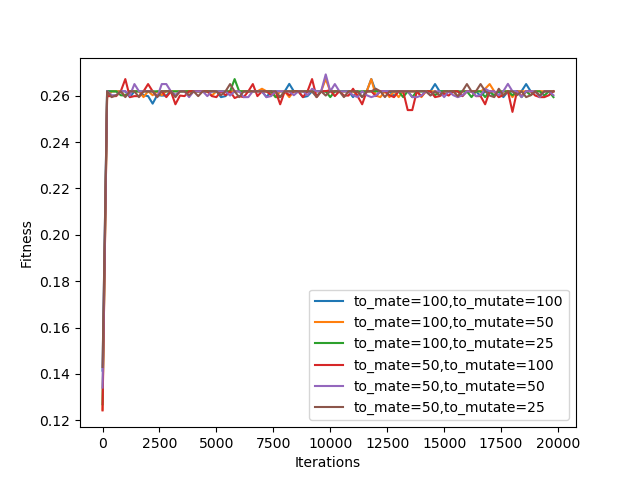 0.26
0.24
0.22
0.20
0.18
0.16
0.14
0.12
Fitness
0
2500
5000
7500
10000
12500
15000
17500
20000
Iterations
to_mate=100,to_mutate=100
to_mate=100,to_mutate=50
to_mate=100,to_mutate=25
to_mate=50,to_mutate=100
to_mate=50,to_mutate=50
to_mate=50,to_mutate=25